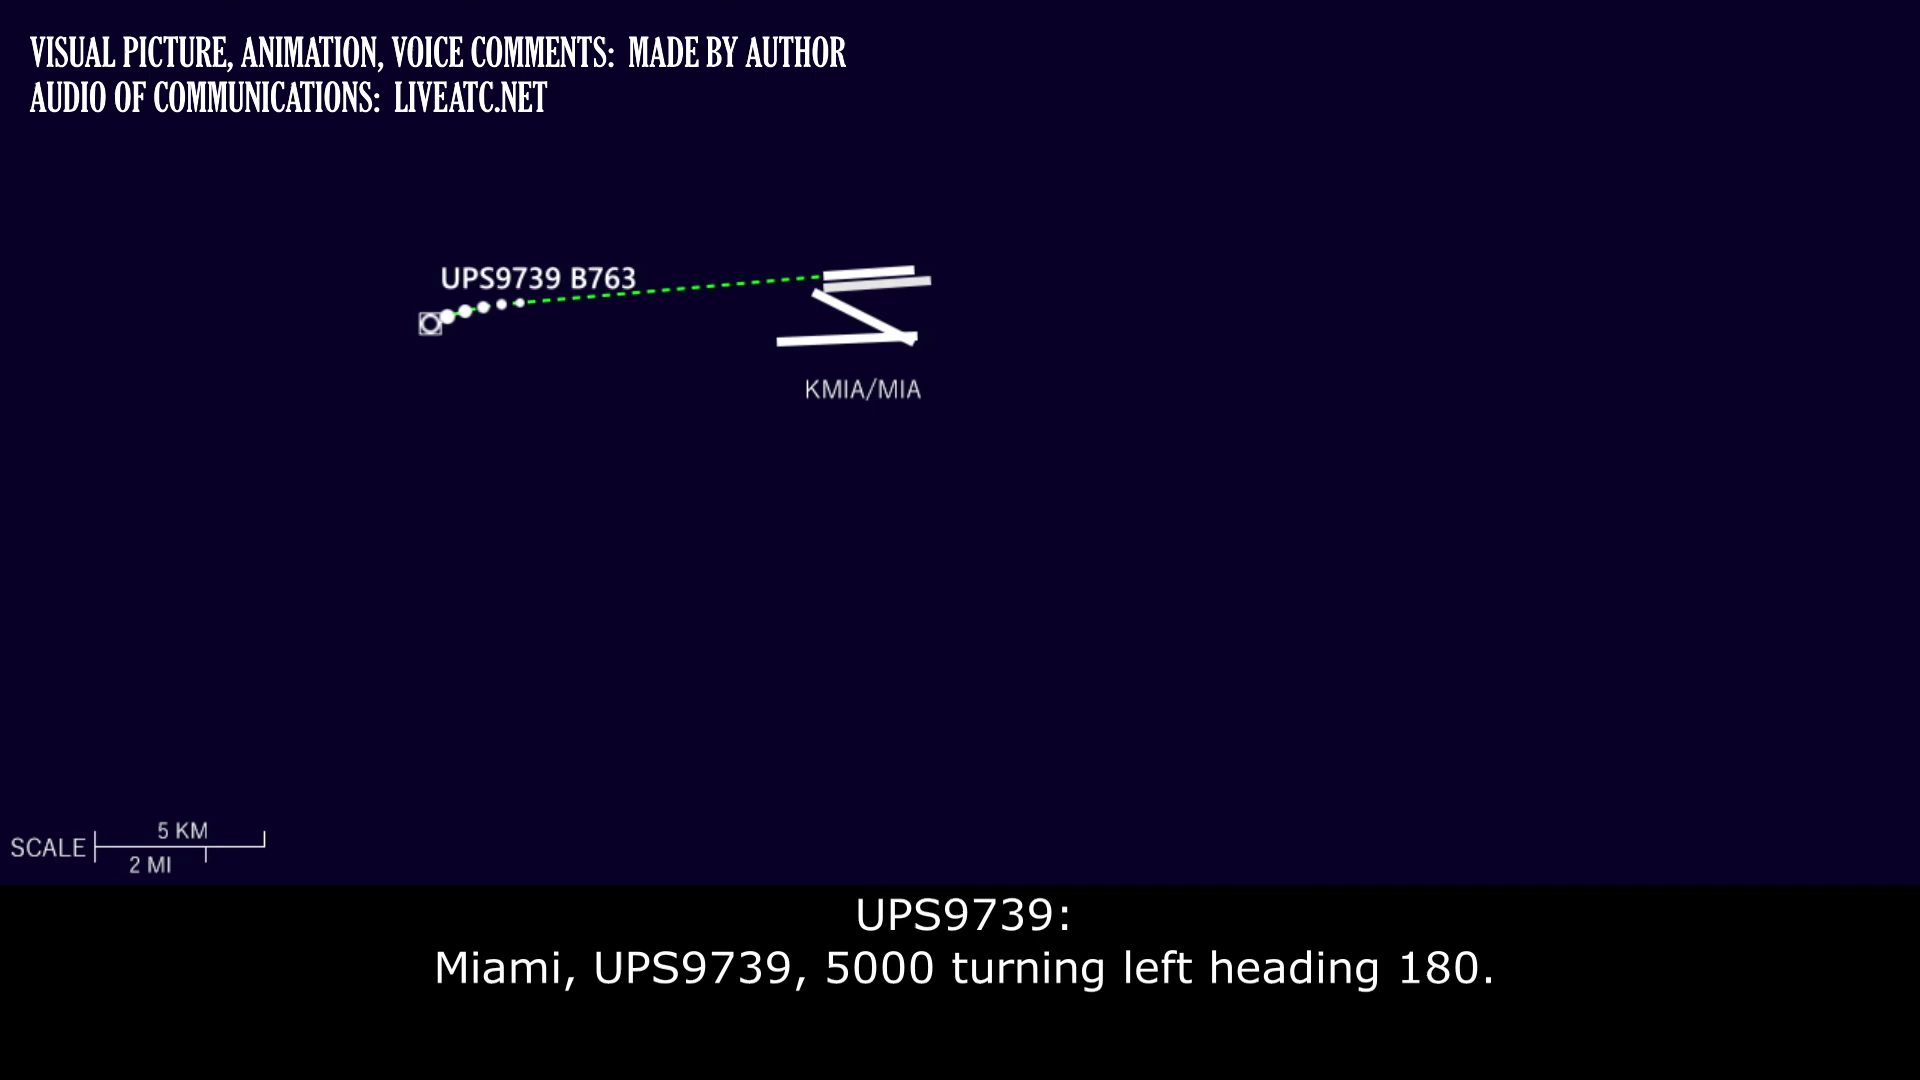 VISUAL PICTURE, ANIMATION, VOICE COMMENTS: MADE BY AUTHOR
AUDIO OF COMMUNICATIONS: LIVEATC.NET
UPS9739 B763
KMIA/MIA
5 KM
SCALE
2 MI
UPS9739:
Miami, UPS9739, 5000 turning left heading 180.